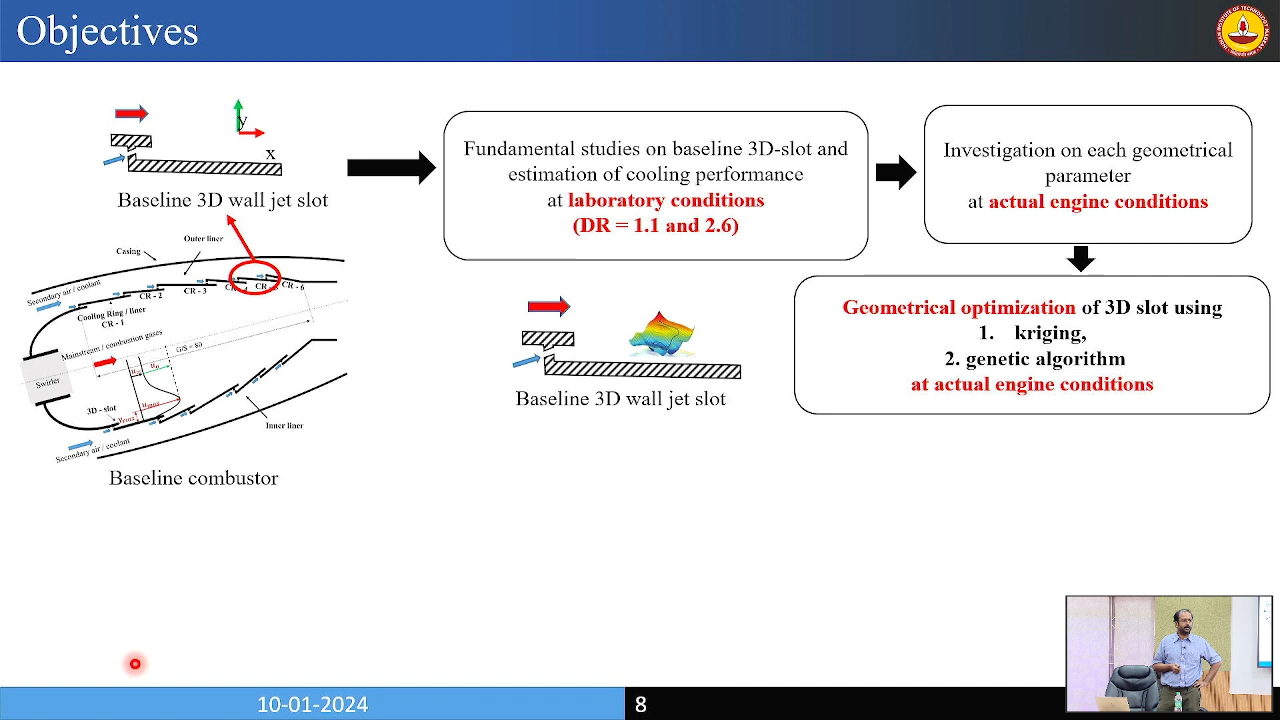 Objectives
y
x
Baseline 3D wall jet slot
Fundamental studies on baseline 3D-slot and
estimation of cooling performance
at laboratory conditions
(DR = 1.1 and 2.6)
Investigation on each geometrical
parameter
at actual engine conditions
Geometrical optimization of 3D slot using
1. kriging,
2. genetic algorithm
at actual engine conditions
Baseline 3D wall jet slot
Outer liner
Casing
Secondary air / coolant
CR - 2
CR - 3
CR - 6
Cooling Ring / liner
CR - 1
Mainstream / combustion gases
Swirler
3D - slot
Inner liner
Secondary air / coolant
Baseline combustor
10-01-2024
8